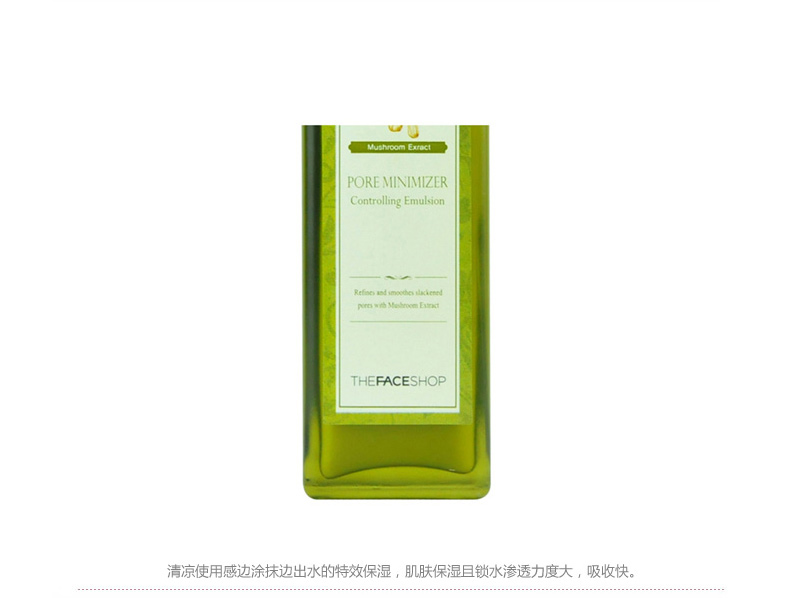 Mushroom Exract
PORE MINIMIZER
Controlling Emulsion
Refines and smoothes slackened
pores with Mushroom Extract
THEFACESHOP
清凉使用感边涂抹边出水的特效保湿，肌肤保湿且锁水渗透力度大，吸收快。